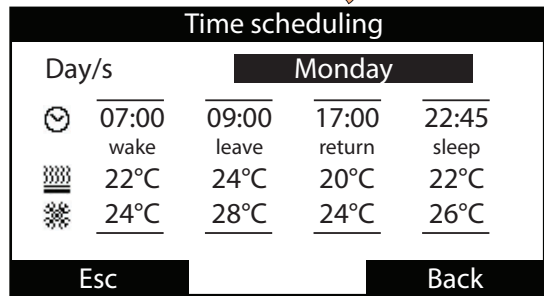 Time scheduling
Day/s Monday
07:00 09:00 17:00 22:45
wake leave return sleep
22°C 24°C 20°C 22°C
24°C 28°C 24°C 26°C
Esc Back